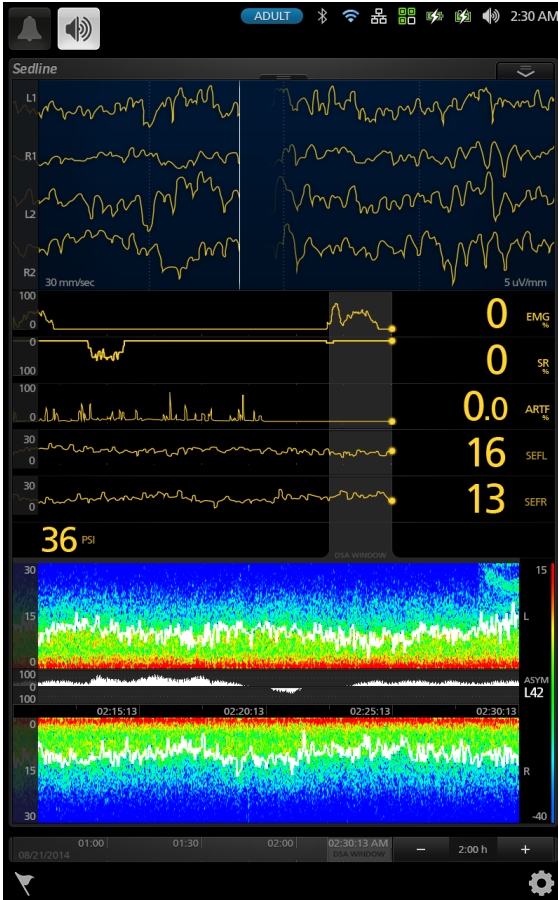 ADULT 2:30 AM
Sedline
L1
R1
L2
R2
30 mm/sec 5 uV/mm
100
0
0 EMG %
0
100
0 SR %
100
0
0.0 ARTF %
30
0
16 SEFL
30
0
13 SEFR
36 PSI
DSA WINDOW
30 15
15 L
0
100 ASYM
0 L42
100
02:15:13 02:20:13 02:25:13 02:30:13
0
15 R
30 -40
01:00 01:30 02:00 02:30:13 AM
08/21/2014 DSA WINDOW
− 2:00 h +